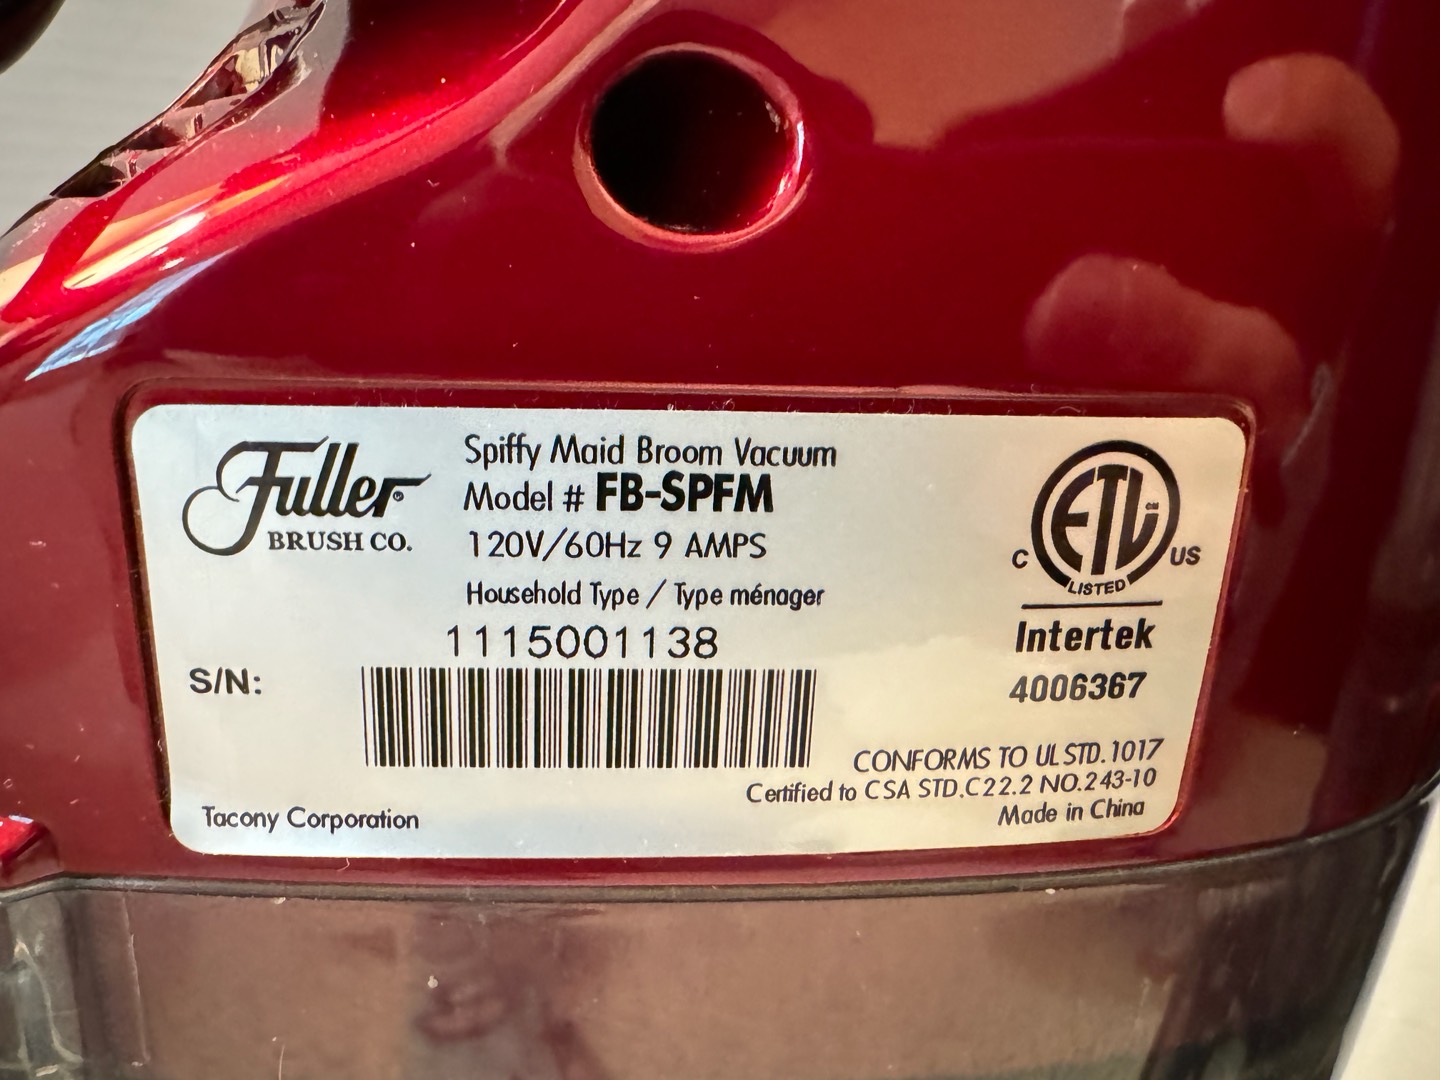 Fuller®
BRUSH CO.
Spiffy Maid Broom Vacuum
Model # FB-SPFM
120V/60Hz 9 AMPS
Household Type / Type ménager
1115001138
S/N:
Tacony Corporation
ETL
CM
C US
LISTED
Intertek
4006367
CONFORMS TO UL STD.1017
Certified to CSA STD.C22.2 NO.243-10
Made in China